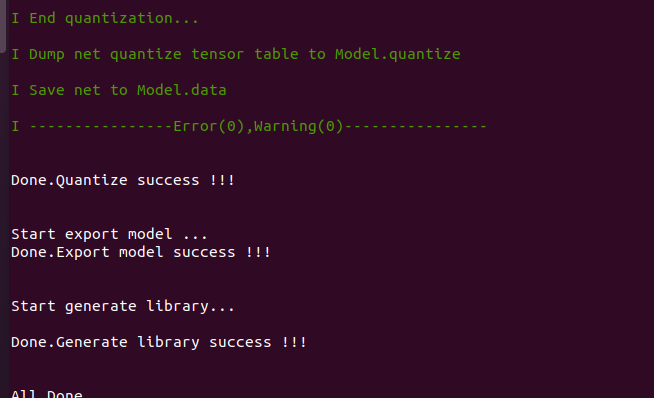 I End quantization...
I Dump net quantize tensor table to Model.quantize
I Save net to Model.data
I ----------------Error(0),Warning(0)----------------
Done.Quantize success !!!
Start export model ...
Done.Export model success !!!
Start generate library...
Done.Generate library success !!!
All Done